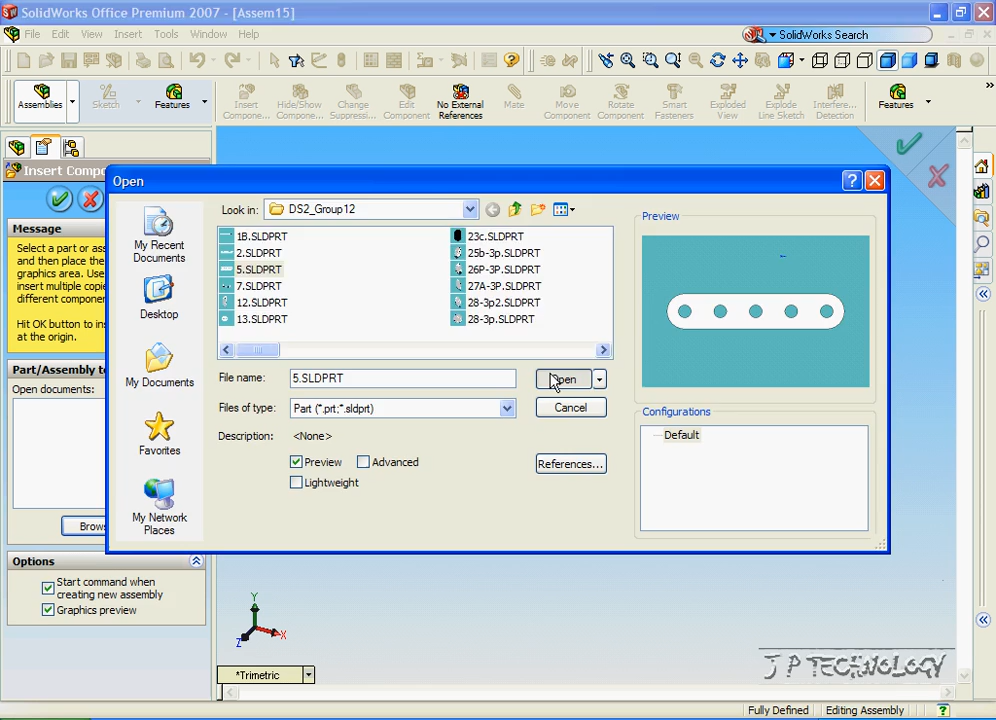 SolidWorks Office Premium 2007 - [Assem15]
File Edit View Insert Tools Window Help
SolidWorks Search
Assemblies
Sketch
Features
Insert Compone...
Hide/Show Compone...
Change Suppressi...
Edit Component
No External References
Mate
Move Component
Rotate Component
Smart Fasteners
Exploded View
Explode Line Sketch
Interfere... Detection
Features
Insert Compo
Message
Select a part or ass
and then place the
graphics area. Use
insert multiple copie
different componen
Hit OK button to ins
at the origin.
Part/Assembly to
Open documents:
Brows
Options
Start command when
creating new assembly
Graphics preview
Open
Look in: DS2_Group12
My Recent Documents
Desktop
My Documents
Favorites
My Network Places
1B.SLDPRT
2.SLDPRT
5.SLDPRT
7.SLDPRT
12.SLDPRT
13.SLDPRT
23c.SLDPRT
25b-3p.SLDPRT
26P-3P.SLDPRT
27A-3P.SLDPRT
28-3p2.SLDPRT
28-3p.SLDPRT
File name: 5.SLDPRT
Open
Files of type: Part (*.prt;*.sldprt)
Cancel
Description: <None>
Preview Advanced
References...
Lightweight
Preview
Configurations
Default
Y
X
Z
*Trimetric
J P TECHNOLOGY
Fully Defined Editing Assembly